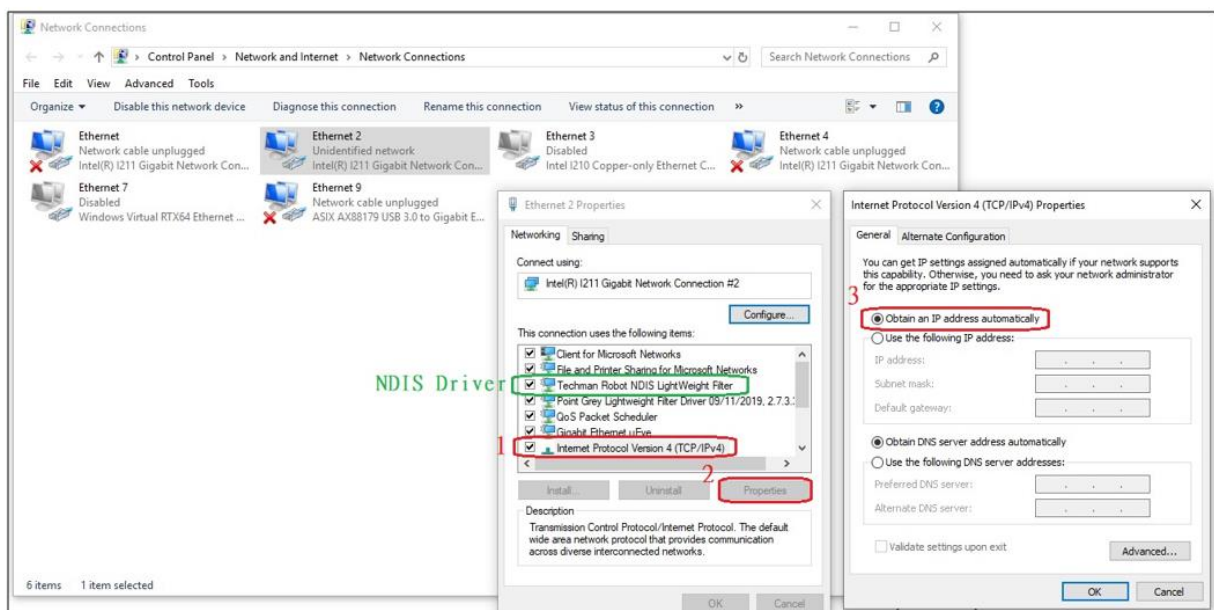 Network Connections
Control Panel > Network and Internet > Network Connections
Search Network Connections
File Edit View Advanced Tools
Organize Disable this network device Diagnose this connection Rename this connection View status of this connection »
Ethernet
Network cable unplugged
Intel(R) I211 Gigabit Network Con...
Ethernet 2
Unidentified network
Intel(R) I211 Gigabit Network Con...
Ethernet 3
Disabled
Intel I210 Copper-only Ethernet C...
Ethernet 4
Network cable unplugged
Intel(R) I211 Gigabit Network Con...
Ethernet 7
Disabled
Windows Virtual RTX64 Ethernet ...
Ethernet 9
Network cable unplugged
ASIX AX88179 USB 3.0 to Gigabit E...
6 items 1 item selected
Ethernet 2 Properties
Networking Sharing
Connect using:
Intel(R) I211 Gigabit Network Connection #2
Configure...
This connection uses the following items:
Client for Microsoft Networks
File and Printer Sharing for Microsoft Networks
NDIS Driver Techman Robot NDIS LightWeight Filter
Point Grey Lightweight Filter Driver 09/11/2019, 2.7.3.
QoS Packet Scheduler
Gigabit Ethernet uEye
1 Internet Protocol Version 4 (TCP/IPv4)
2
Install... Uninstall Properties
Description
Transmission Control Protocol/Internet Protocol. The default
wide area network protocol that provides communication
across diverse interconnected networks.
OK Cancel
Internet Protocol Version 4 (TCP/IPv4) Properties
General Alternate Configuration
You can get IP settings assigned automatically if your network supports
this capability. Otherwise, you need to ask your network administrator
for the appropriate IP settings.
3
Obtain an IP address automatically
Use the following IP address:
IP address:
Subnet mask:
Default gateway:
Obtain DNS server address automatically
Use the following DNS server addresses:
Preferred DNS server:
Alternate DNS server:
Validate settings upon exit
Advanced...
OK Cancel